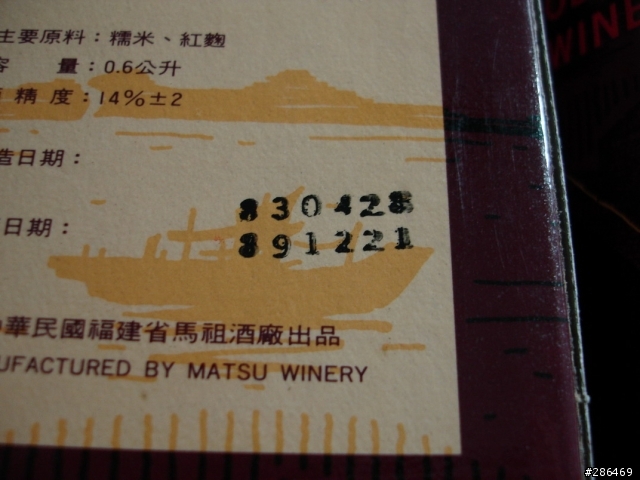 主要原料：糯米、紅麴
量：0.6公升
精度：14%±2
造日期：
830428
日期：
891221
華民國福建省馬祖酒廠出品
UFACTURED BY MATSU WINERY
WINE
#286469